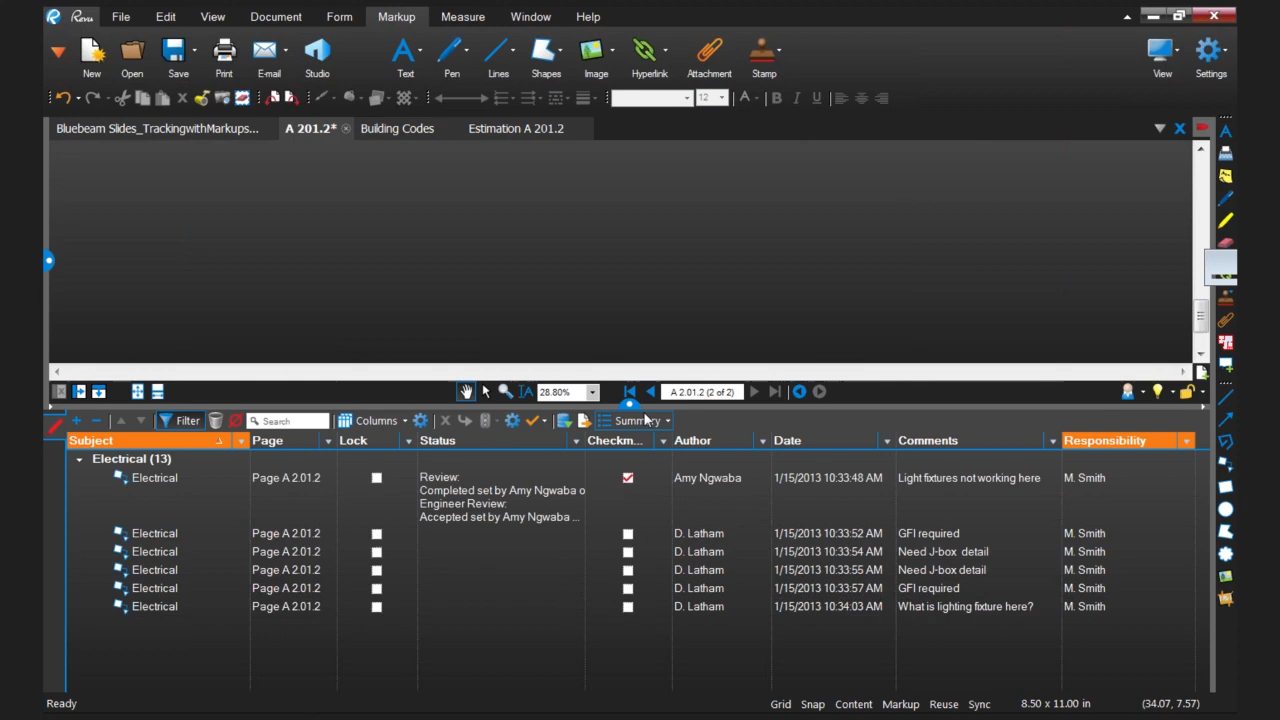 Revu File Edit View Document Form Markup Measure Window Help
New Open Save Print E-mail Studio Text Pen Lines Shapes Image Hyperlink Attachment Stamp View Settings
12 A B I U
Bluebeam Slides_TrackingwithMarkups... A 201.2* Building Codes Estimation A 201.2
28.80% A 2.01.2 (2 of 2)
Filter Search Columns Summary
Subject Page Lock Status Checkm... Author Date Comments Responsibility
Electrical (13)
Electrical Page A 2.01.2 Review: Amy Ngwaba 1/15/2013 10:33:48 AM Light fixtures not working here M. Smith
Completed set by Amy Ngwaba o
Engineer Review:
Accepted set by Amy Ngwaba ...
Electrical Page A 2.01.2 D. Latham 1/15/2013 10:33:52 AM GFI required M. Smith
Electrical Page A 2.01.2 D. Latham 1/15/2013 10:33:54 AM Need J-box detail M. Smith
Electrical Page A 2.01.2 D. Latham 1/15/2013 10:33:55 AM Need J-box detail M. Smith
Electrical Page A 2.01.2 D. Latham 1/15/2013 10:33:57 AM GFI required M. Smith
Electrical Page A 2.01.2 D. Latham 1/15/2013 10:34:03 AM What is lighting fixture here? M. Smith
Ready Grid Snap Content Markup Reuse Sync 8.50 x 11.00 in (34.07, 7.57)